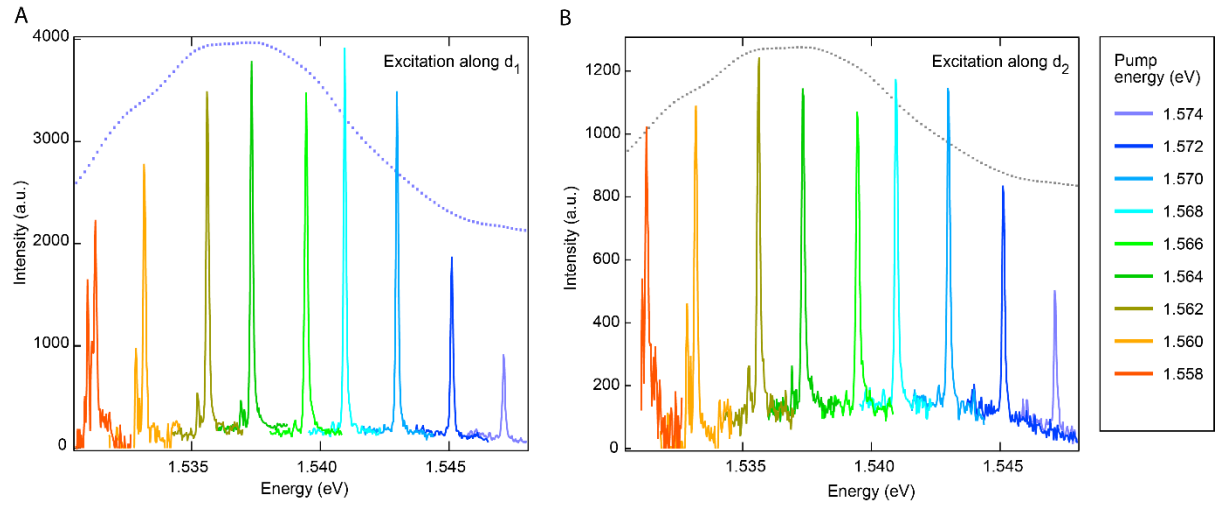 A
Excitation along d1
Intensity (a.u.)
4000
3000
2000
1000
0
1.535
1.540
1.545
Energy (eV)
B
Excitation along d2
Intensity (a.u.)
1200
1000
800
600
400
200
0
1.535
1.540
1.545
Energy (eV)
Pump
energy (eV)
1.574
1.572
1.570
1.568
1.566
1.564
1.562
1.560
1.558